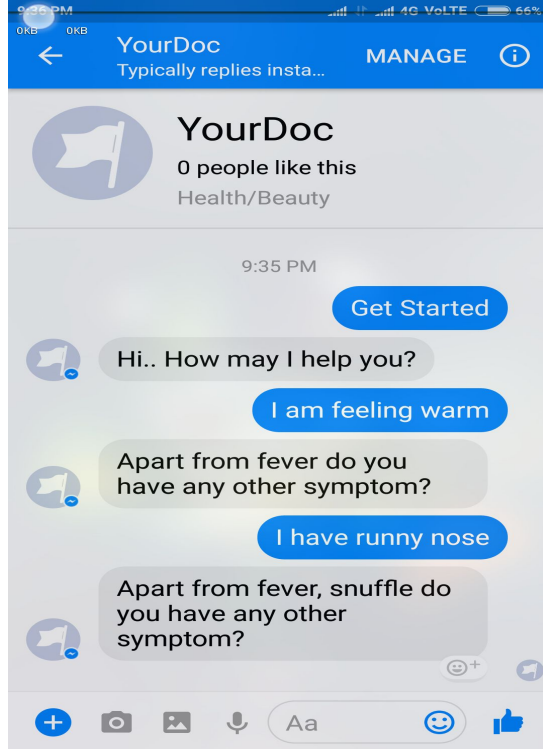 9:36 PM
4G VoLTE
66%
0KB
0KB
YourDoc
Typically replies insta...
MANAGE
YourDoc
0 people like this
Health/Beauty
9:35 PM
Get Started
Hi.. How may I help you?
I am feeling warm
Apart from fever do you
have any other symptom?
I have runny nose
Apart from fever, snuffle do
you have any other
symptom?
Aa